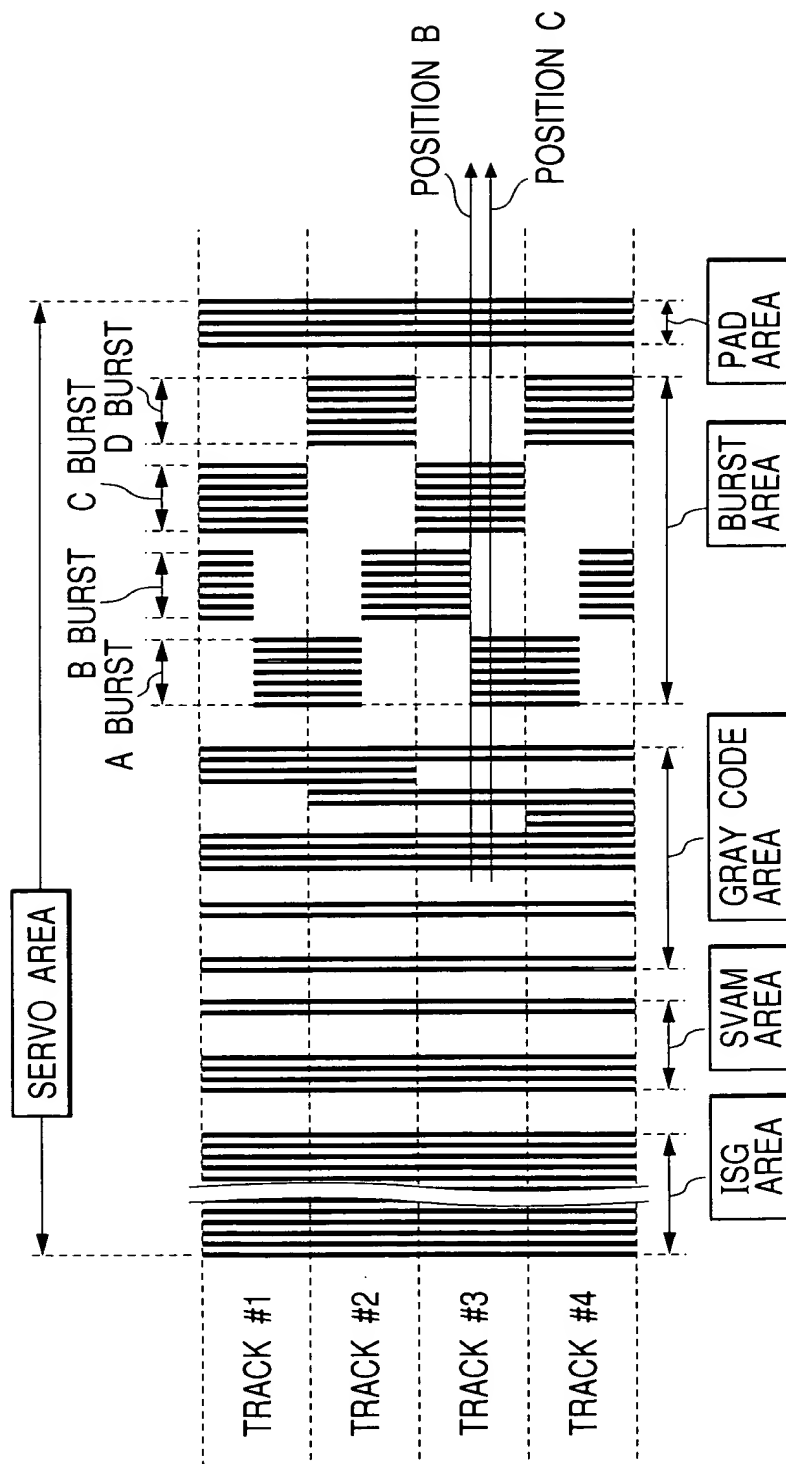 SERVO AREA
A BURST
B BURST
C BURST
D BURST
POSITION B
POSITION C
TRACK #1
TRACK #2
TRACK #3
TRACK #4
ISG
AREA
SVAM
AREA
GRAY CODE
AREA
BURST
AREA
PAD
AREA